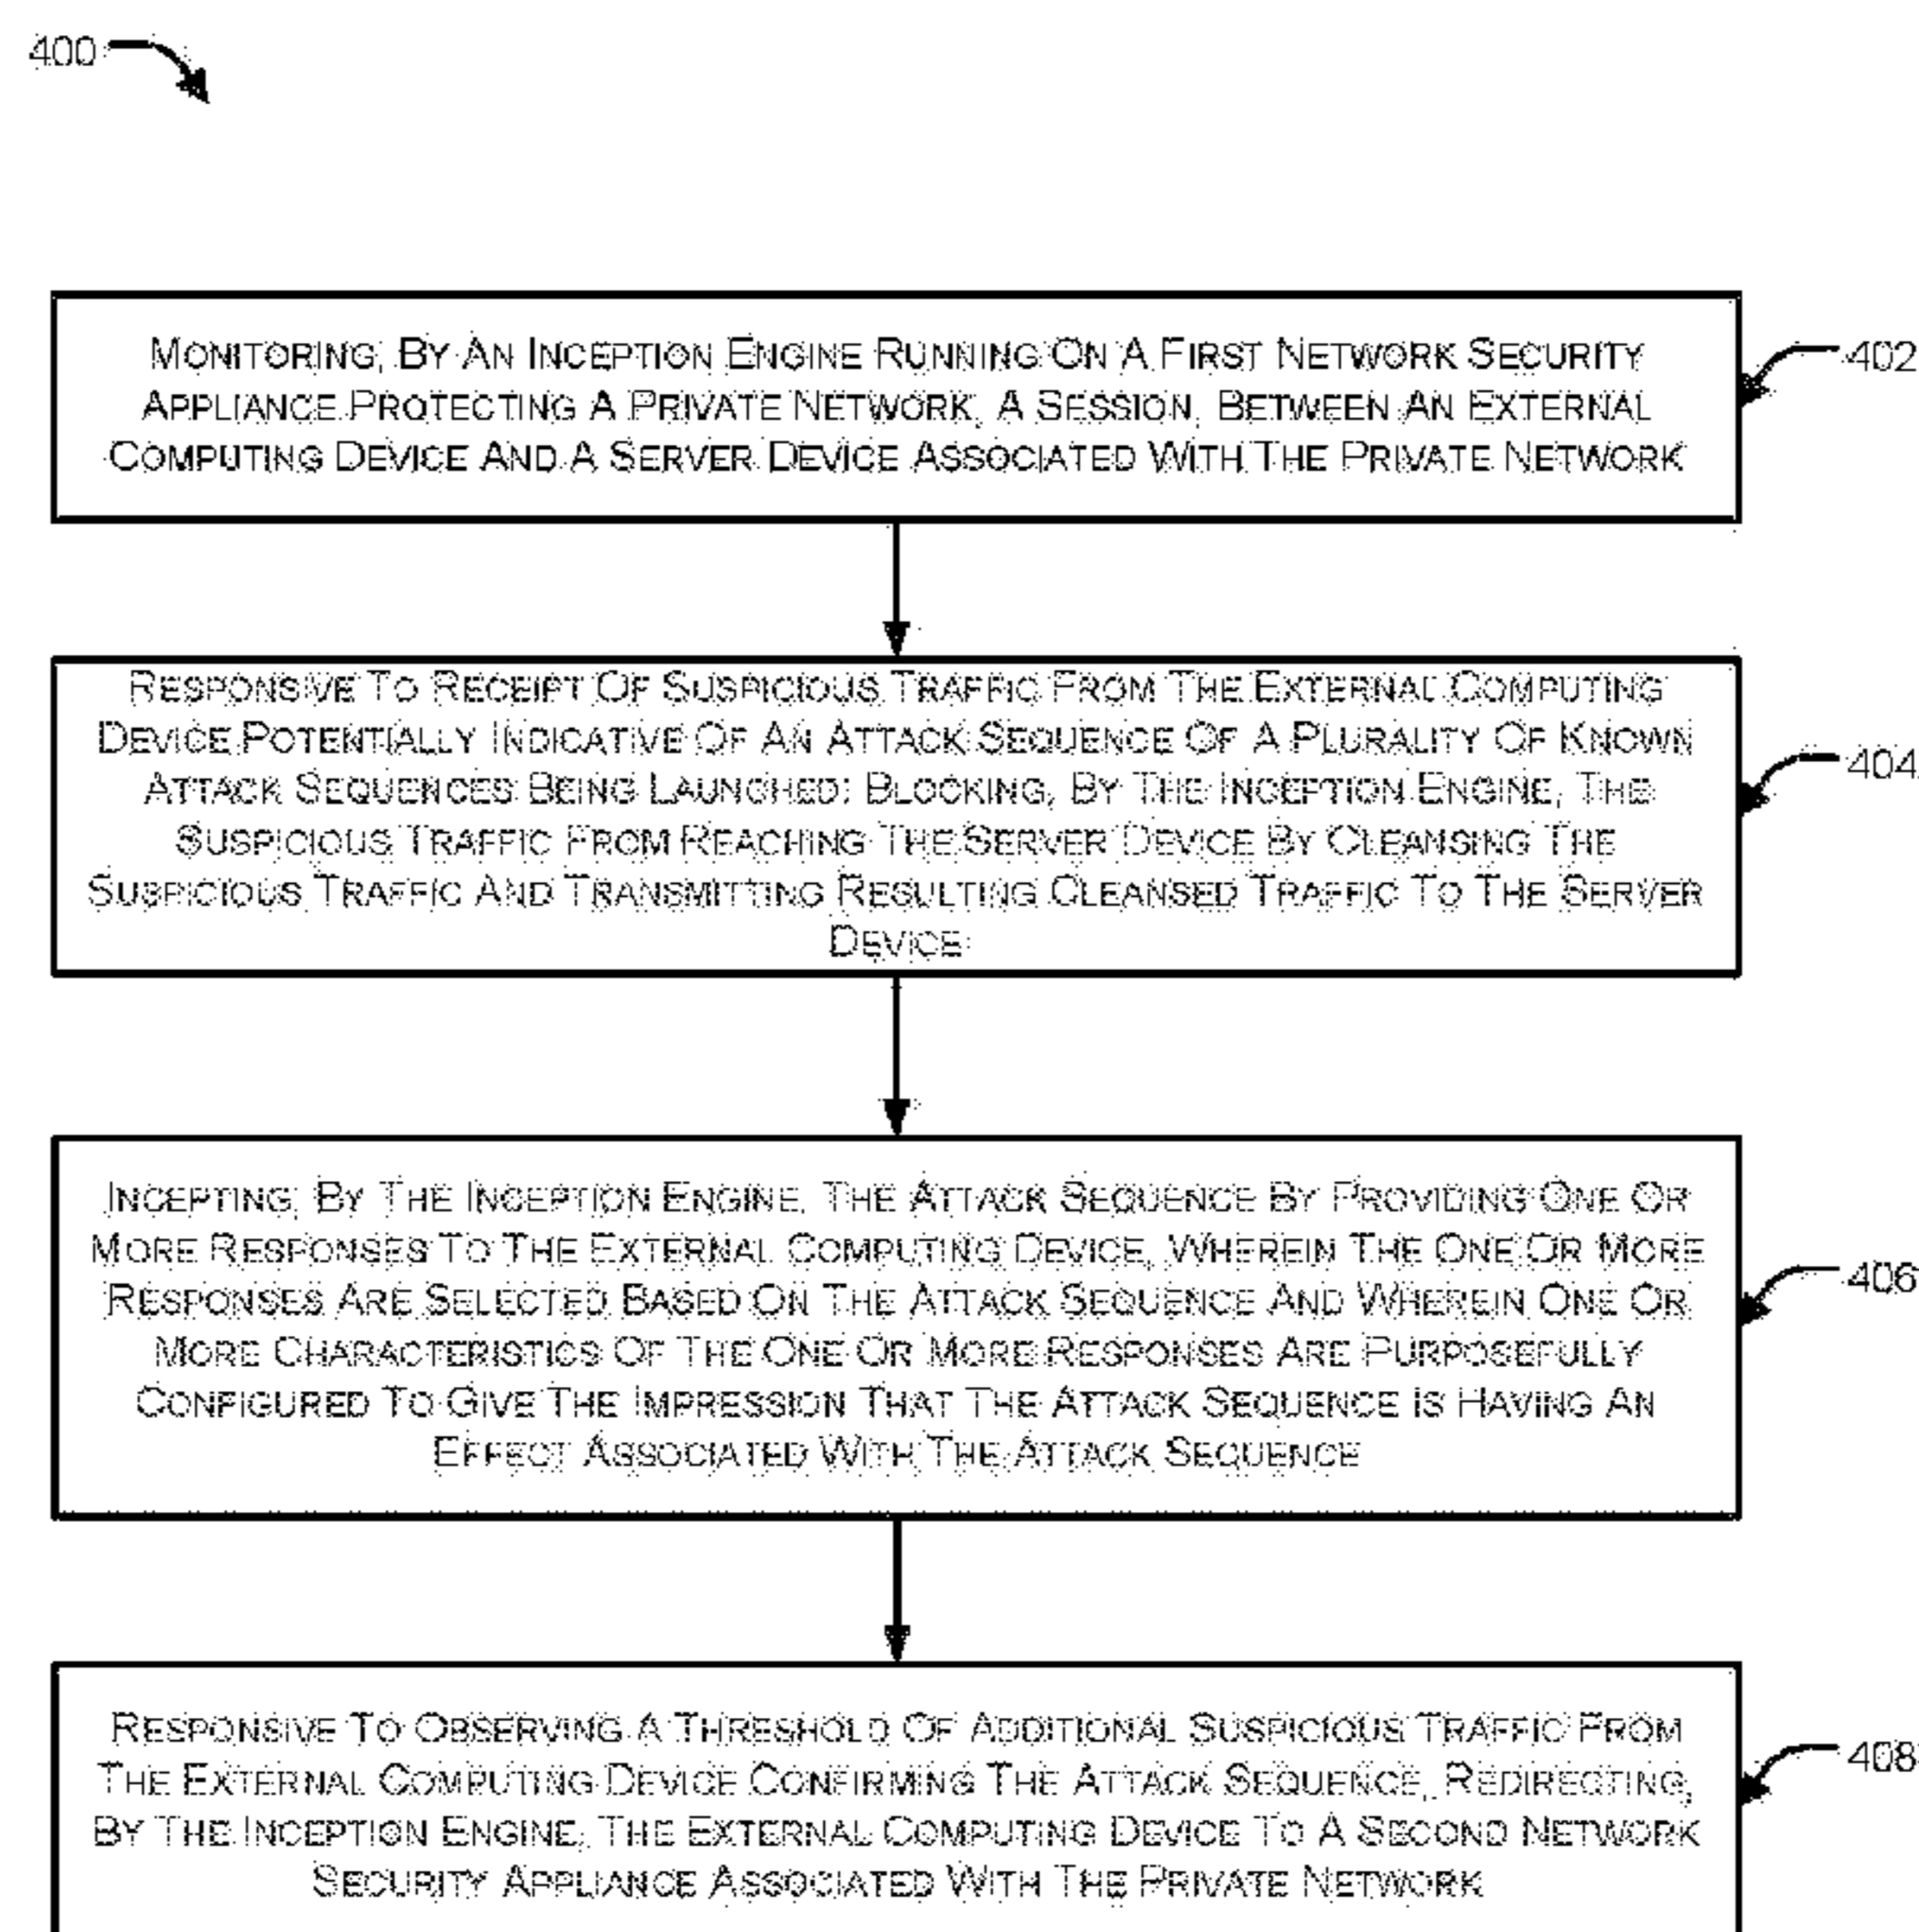 400
MONITORING, BY AN INCEPTION ENGINE RUNNING ON A FIRST NETWORK SECURITY
APPLIANCE PROTECTING A PRIVATE NETWORK, A SESSION, BETWEEN AN EXTERNAL
COMPUTING DEVICE AND A SERVER DEVICE ASSOCIATED WITH THE PRIVATE NETWORK
402
RESPONSIVE TO RECEIPT OF SUSPICIOUS TRAFFIC FROM THE EXTERNAL COMPUTING
DEVICE POTENTIALLY INDICATIVE OF AN ATTACK SEQUENCE OF A PLURALITY OF KNOWN
ATTACK SEQUENCES BEING LAUNCHED: BLOCKING, BY THE INCEPTION ENGINE, THE
SUSPICIOUS TRAFFIC FROM REACHING THE SERVER DEVICE BY CLEANSING THE
SUSPICIOUS TRAFFIC AND TRANSMITTING RESULTING CLEANSED TRAFFIC TO THE SERVER
DEVICE
404
INCEPTING, BY THE INCEPTION ENGINE, THE ATTACK SEQUENCE BY PROVIDING ONE OR
MORE RESPONSES TO THE EXTERNAL COMPUTING DEVICE, WHEREIN THE ONE OR MORE
RESPONSES ARE SELECTED BASED ON THE ATTACK SEQUENCE AND WHEREIN ONE OR
MORE CHARACTERISTICS OF THE ONE OR MORE RESPONSES ARE PURPOSEFULLY
CONFIGURED TO GIVE THE IMPRESSION THAT THE ATTACK SEQUENCE IS HAVING AN
EFFECT ASSOCIATED WITH THE ATTACK SEQUENCE
406
RESPONSIVE TO OBSERVING A THRESHOLD OF ADDITIONAL SUSPICIOUS TRAFFIC FROM
THE EXTERNAL COMPUTING DEVICE CONFIRMING THE ATTACK SEQUENCE, REDIRECTING,
BY THE INCEPTION ENGINE, THE EXTERNAL COMPUTING DEVICE TO A SECOND NETWORK
SECURITY APPLIANCE ASSOCIATED WITH THE PRIVATE NETWORK
408